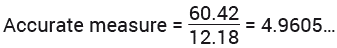 Accurate measure = 60.42/12.18 = 4.9605…